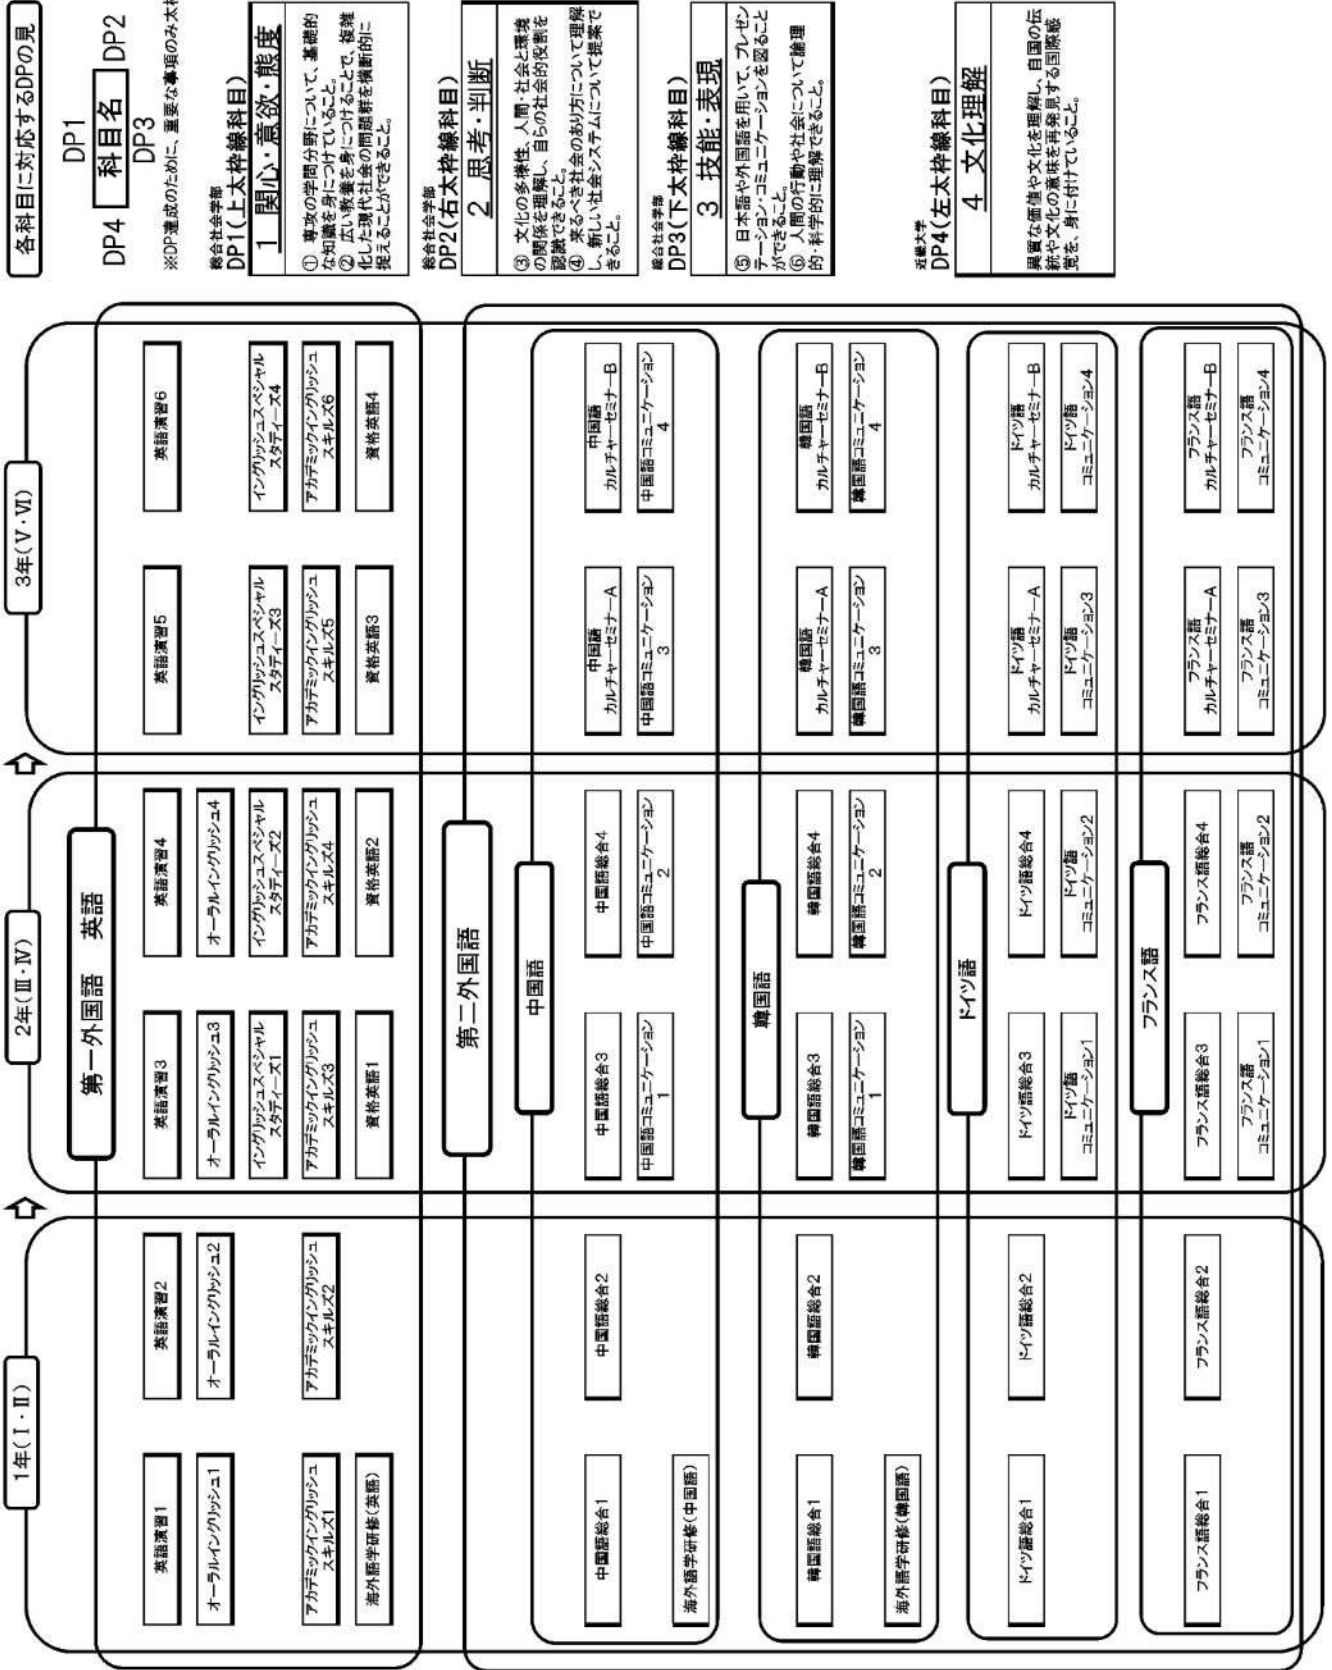 1年(Ⅰ・Ⅱ)
2年(Ⅲ・Ⅳ)
3年(Ⅴ・Ⅵ)
第一外国語　英語
英語演習1
英語演習2
英語演習3
英語演習4
英語演習5
英語演習6
オーラルイングリッシュ1
オーラルイングリッシュ2
オーラルイングリッシュ3
オーラルイングリッシュ4
イングリッシュスペシャル
スタディーズ1
イングリッシュスペシャル
スタディーズ2
イングリッシュスペシャル
スタディーズ3
イングリッシュスペシャル
スタディーズ4
アカデミックイングリッシュ
スキルズ1
アカデミックイングリッシュ
スキルズ2
アカデミックイングリッシュ
スキルズ3
アカデミックイングリッシュ
スキルズ4
アカデミックイングリッシュ
スキルズ5
アカデミックイングリッシュ
スキルズ6
海外語学研修(英語)
資格英語1
資格英語2
資格英語3
資格英語4
第二外国語
中国語
中国語総合1
中国語総合2
中国語総合3
中国語総合4
中国語
カルチャーセミナーA
中国語
カルチャーセミナーB
中国語コミュニケーション
1
中国語コミュニケーション
2
中国語コミュニケーション
3
中国語コミュニケーション
4
海外語学研修(中国語)
韓国語
韓国語総合1
韓国語総合2
韓国語総合3
韓国語総合4
韓国語
カルチャーセミナーA
韓国語
カルチャーセミナーB
韓国語コミュニケーション
1
韓国語コミュニケーション
2
韓国語コミュニケーション
3
韓国語コミュニケーション
4
海外語学研修(韓国語)
ドイツ語
ドイツ語総合1
ドイツ語総合2
ドイツ語総合3
ドイツ語総合4
ドイツ語
カルチャーセミナーA
ドイツ語
カルチャーセミナーB
ドイツ語
コミュニケーション1
ドイツ語
コミュニケーション2
ドイツ語
コミュニケーション3
ドイツ語
コミュニケーション4
フランス語
フランス語総合1
フランス語総合2
フランス語総合3
フランス語総合4
フランス語
カルチャーセミナーA
フランス語
カルチャーセミナーB
フランス語
コミュニケーション1
フランス語
コミュニケーション2
フランス語
コミュニケーション3
フランス語
コミュニケーション4
各科目に対応するDPの見
DP1
DP4 科目名 DP2
DP3
※DP達成のために、重要な事項のみ太枠
総合社会学部
DP1(上太枠線科目)
1 関心・意欲・態度
① 専攻の学問分野について、基礎的
な知識を身につけていること。
② 広い教養を身につけることで、複雑
化した現代社会の問題群を横断的に
捉えることができること。
総合社会学部
DP2(右太枠線科目)
2 思考・判断
③ 文化の多様性、人間・社会と環境
の関係を理解し、自らの社会的役割を
認識できること。
④ 来るべき社会のあり方について理解
し、新しい社会システムについて提案で
きること。
総合社会学部
DP3(下太枠線科目)
3 技能・表現
⑤ 日本語や外国語を用いて、プレゼン
テーション・コミュニケーションを図ること
ができること。
⑥ 人間の行動や社会について論理
的・科学的に理解できること。
近畿大学
DP4(左太枠線科目)
4 文化理解
異質な価値や文化を理解し、自国の伝
統や文化の意味を再発見する国際感
覚を、身に付けていること。